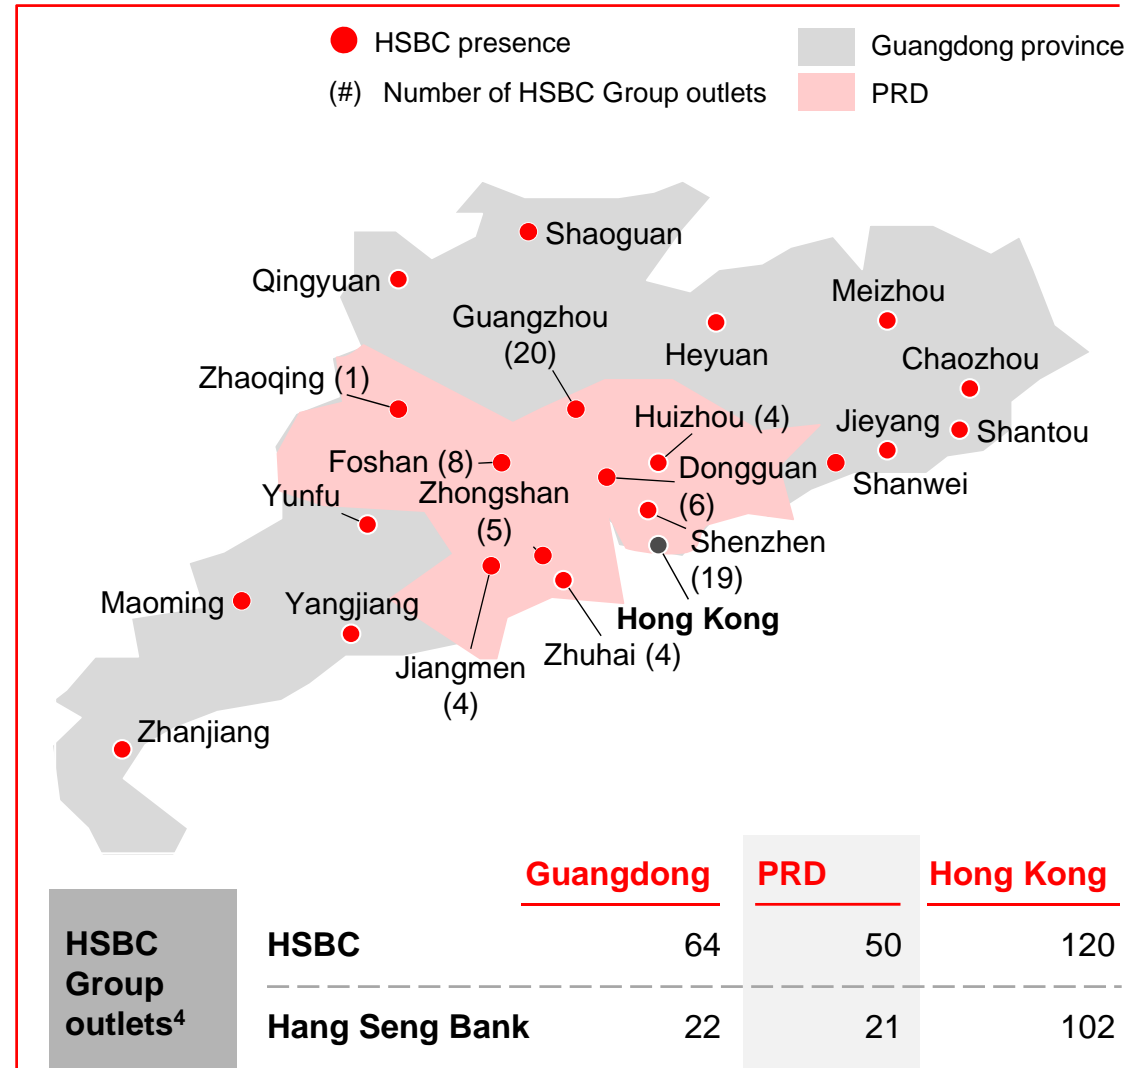 HSBC presence
Guangdong province
(#) Number of HSBC Group outlets
PRD
Shaoguan
Qingyuan
Meizhou
Guangzhou
(20)
Heyuan
Chaozhou
Zhaoqing (1)
Huizhou (4)
Jieyang
Shantou
Foshan (8)
Dongguan
(6)
Shanwei
Yunfu
Zhongshan
(5)
Shenzhen
(19)
Maoming
Yangjiang
Hong Kong
Jiangmen
(4)
Zhuhai (4)
Zhanjiang
Guangdong PRD Hong Kong
HSBC
Group
outlets4
HSBC 64 50 120
Hang Seng Bank 22 21 102